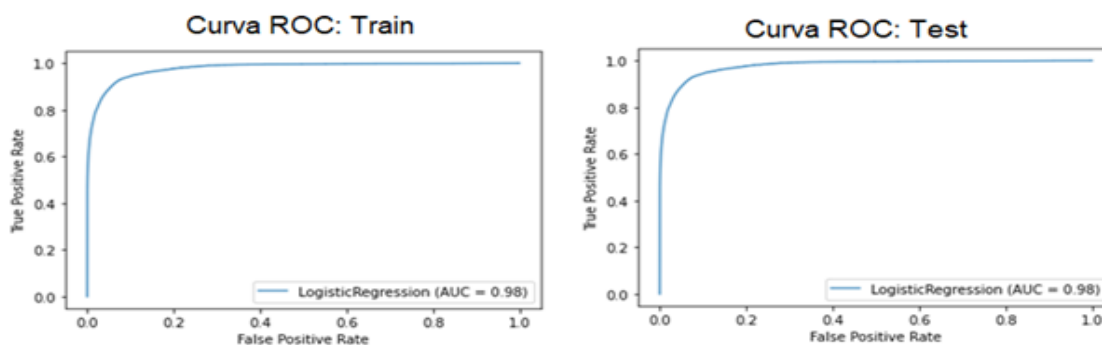 Curva ROC: Train
1.0
0.8
0.6
0.4
0.2
0.0
True Positive Rate
LogisticRegression (AUC = 0.98)
0.0 0.2 0.4 0.6 0.8 1.0
False Positive Rate
Curva ROC: Test
1.0
0.8
0.6
0.4
0.2
0.0
True Positive Rate
LogisticRegression (AUC = 0.98)
0.0 0.2 0.4 0.6 0.8 1.0
False Positive Rate